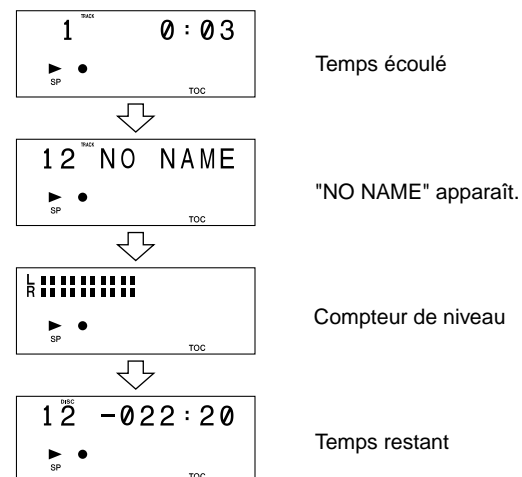 TRACK
1 0:03
Temps écoulé
SP
TOC
TRACK
12 NO NAME
"NO NAME" apparaît.
SP
TOC
L
R
Compteur de niveau
SP
TOC
DISC
12 -022:20
Temps restant
SP
TOC